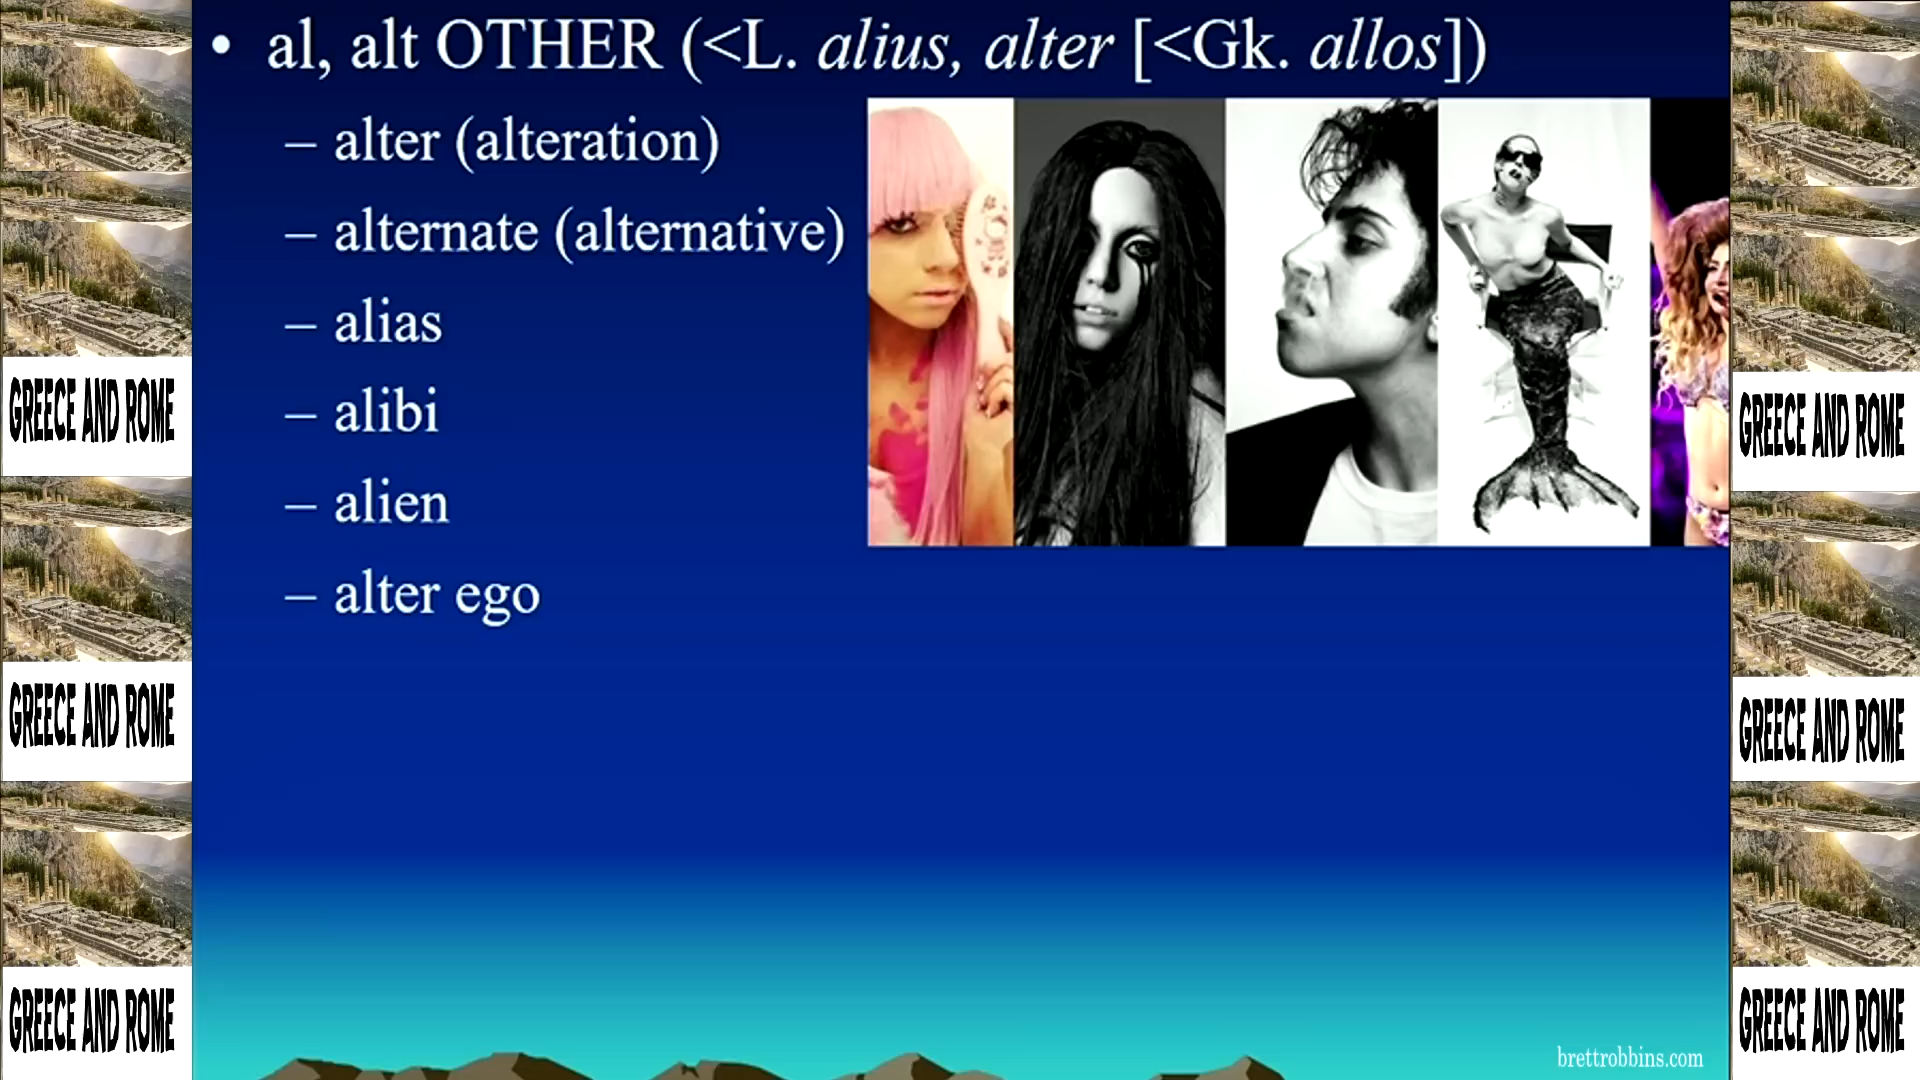 • al, alt OTHER (<L. alius, alter [<Gk. allos])
– alter (alteration)
– alternate (alternative)
– alias
– alibi
– alien
– alter ego
GREECE AND ROME
GREECE AND ROME
GREECE AND ROME
GREECE AND ROME
GREECE AND ROME
GREECE AND ROME
brettrobbins.com